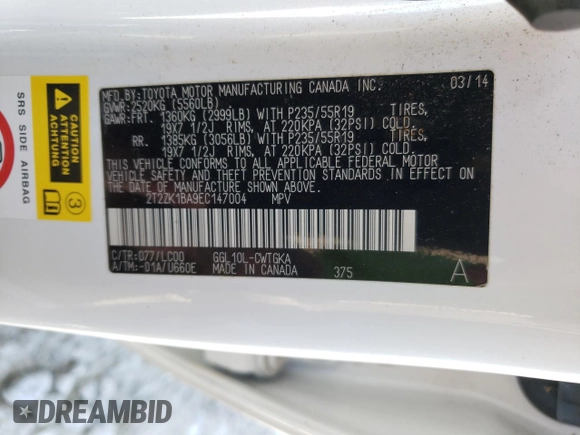 MFD.BY:TOYOTA MOTOR MANUFACTURING CANADA INC. 03/14
GVWR:2520KG (5560LB)
GAWR:FRT. 1360KG (2999LB) WITH P235/55R19 TIRES,
19X7 1/2J RIMS, AT 220KPA (32PSI) COLD.
RR. 1385KG (3056LB) WITH P235/55R19 TIRES,
19X7 1/2J RIMS, AT 220KPA (32PSI) COLD.
THIS VEHICLE CONFORMS TO ALL APPLICABLE FEDERAL MOTOR
VEHICLE SAFETY AND THEFT PREVENTION STANDARDS IN EFFECT ON
THE DATE OF MANUFACTURE SHOWN ABOVE.
2T2ZK1BA9EC147004 MPV
C/TR:077/LC00 GGL10L-CWTGKA
A/TM:-01A/U660E MADE IN CANADA 375 A
SRS SIDE AIRBAG
ATTENTION
ACHTUNG
3
DREAMBID